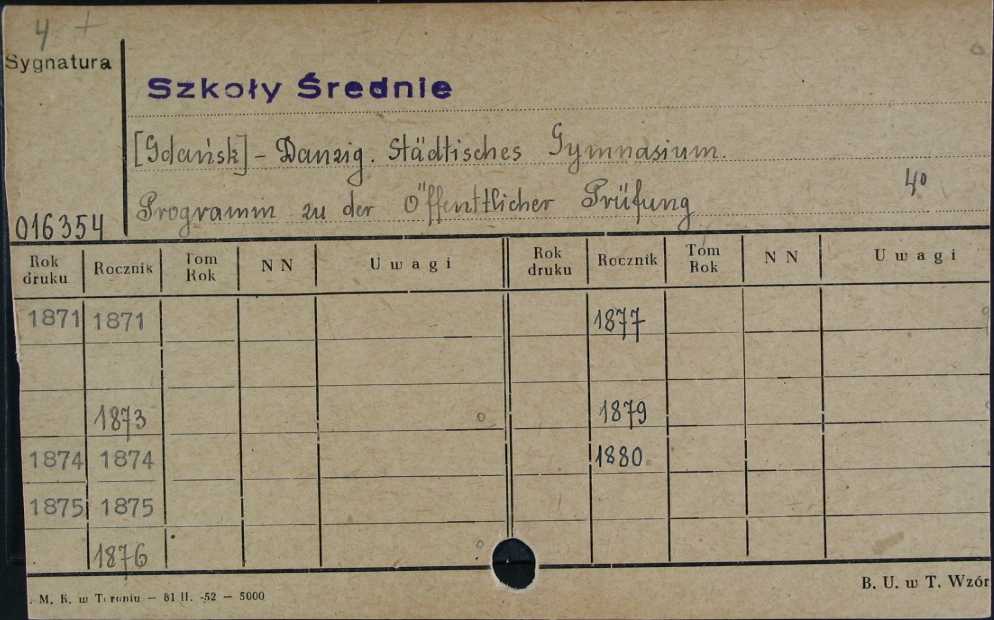 4 +
Sygnatura
Szkoły Średnie
[Gdańsk] - Danzig. Städtisches Gymnasium.
Programm zu der öffentlicher Prüfung 4°
016354
Rok druku Rocznik Tom Rok N N Uwagi Rok druku Rocznik Tom Rok N N Uwagi
1871 1871 1877
1873 1879
1874 1874 1880
1875 1875
1876
. M. K. w Toruniu — 81 II. -52 — 5000
B. U. w T. Wzór